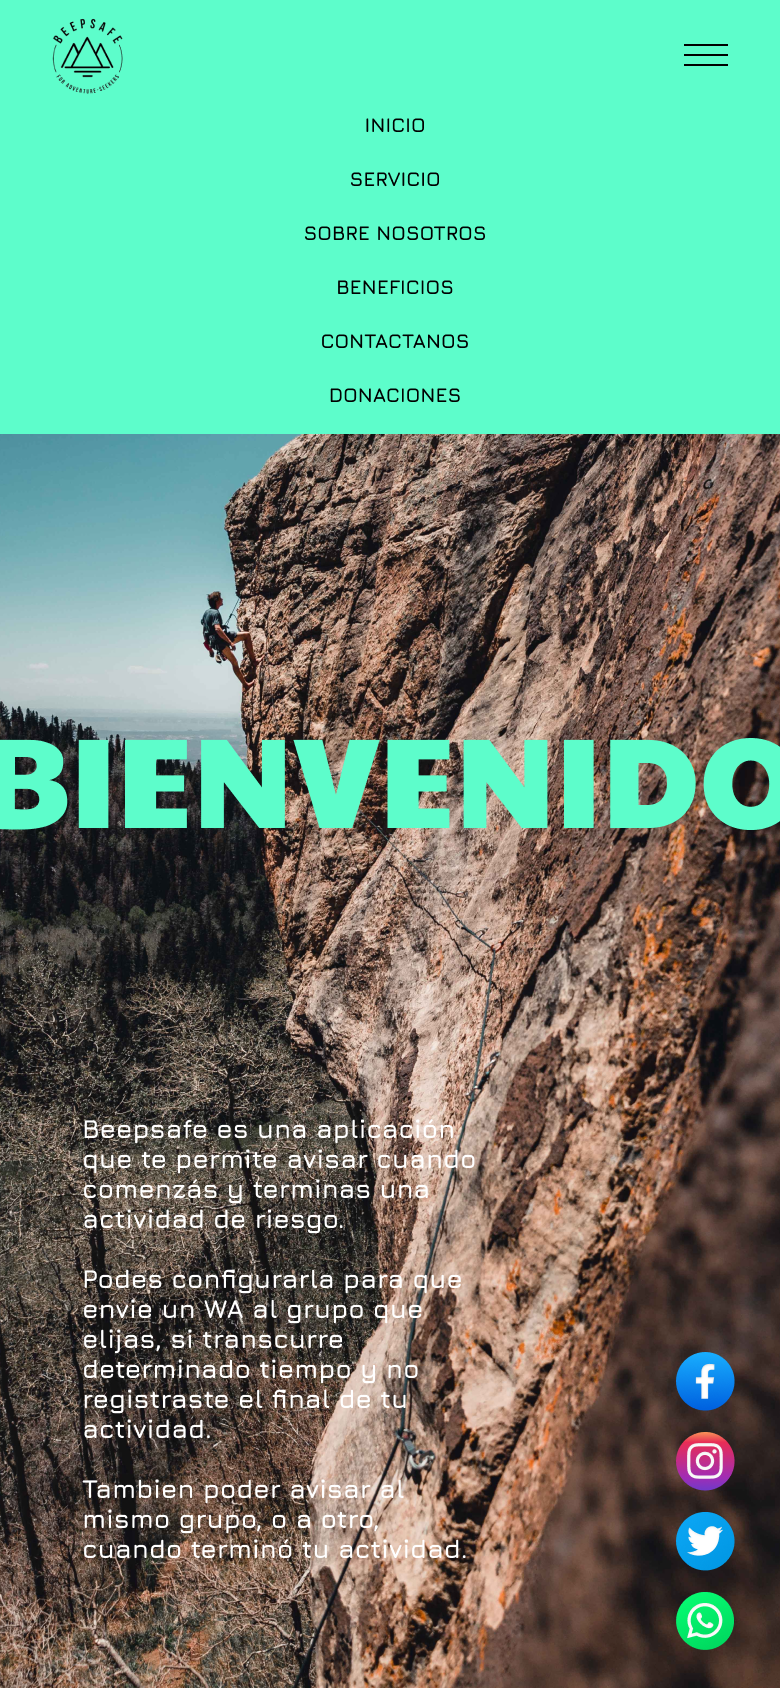 BEEPSAFE
FOR ADVENTURE-SEEKERS
INICIO
SERVICIO
SOBRE NOSOTROS
BENEFICIOS
CONTACTANOS
DONACIONES
BIENVENIDO
Beepsafe es una aplicación
que te permite avisar cuando
comenzás y terminas una
actividad de riesgo.
Podes configurarla para que
envie un WA al grupo que
elijas, si transcurre
determinado tiempo y no
registraste el final de tu
actividad.
Tambien poder avisar al
mismo grupo, o a otro,
cuando terminó tu actividad.